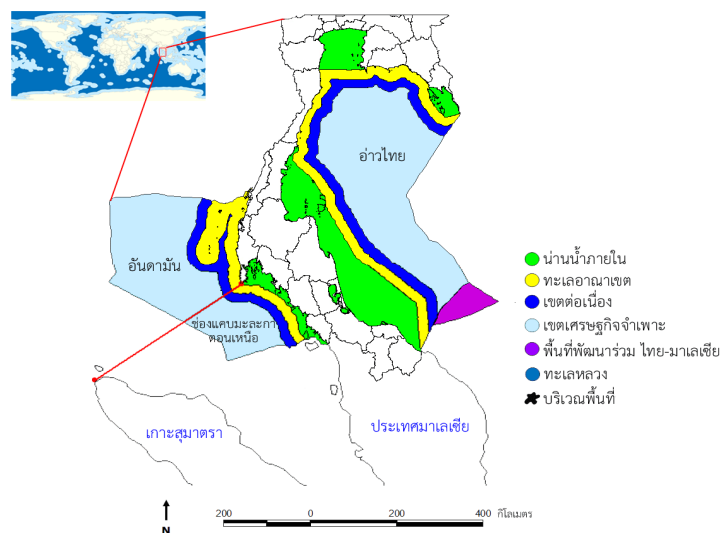 อ่าวไทย
อันดามัน
ช่องแคบมะละกา
ตอนเหนือ
เกาะสุมาตรา
ประเทศมาเลเซีย
น่านน้ำภายใน
ทะเลอาณาเขต
เขตต่อเนื่อง
เขตเศรษฐกิจจำเพาะ
พื้นที่พัฒนาร่วม ไทย-มาเลเซีย
ทะเลหลวง
บริเวณพื้นที่
N
200 0 200 400 กิโลเมตร